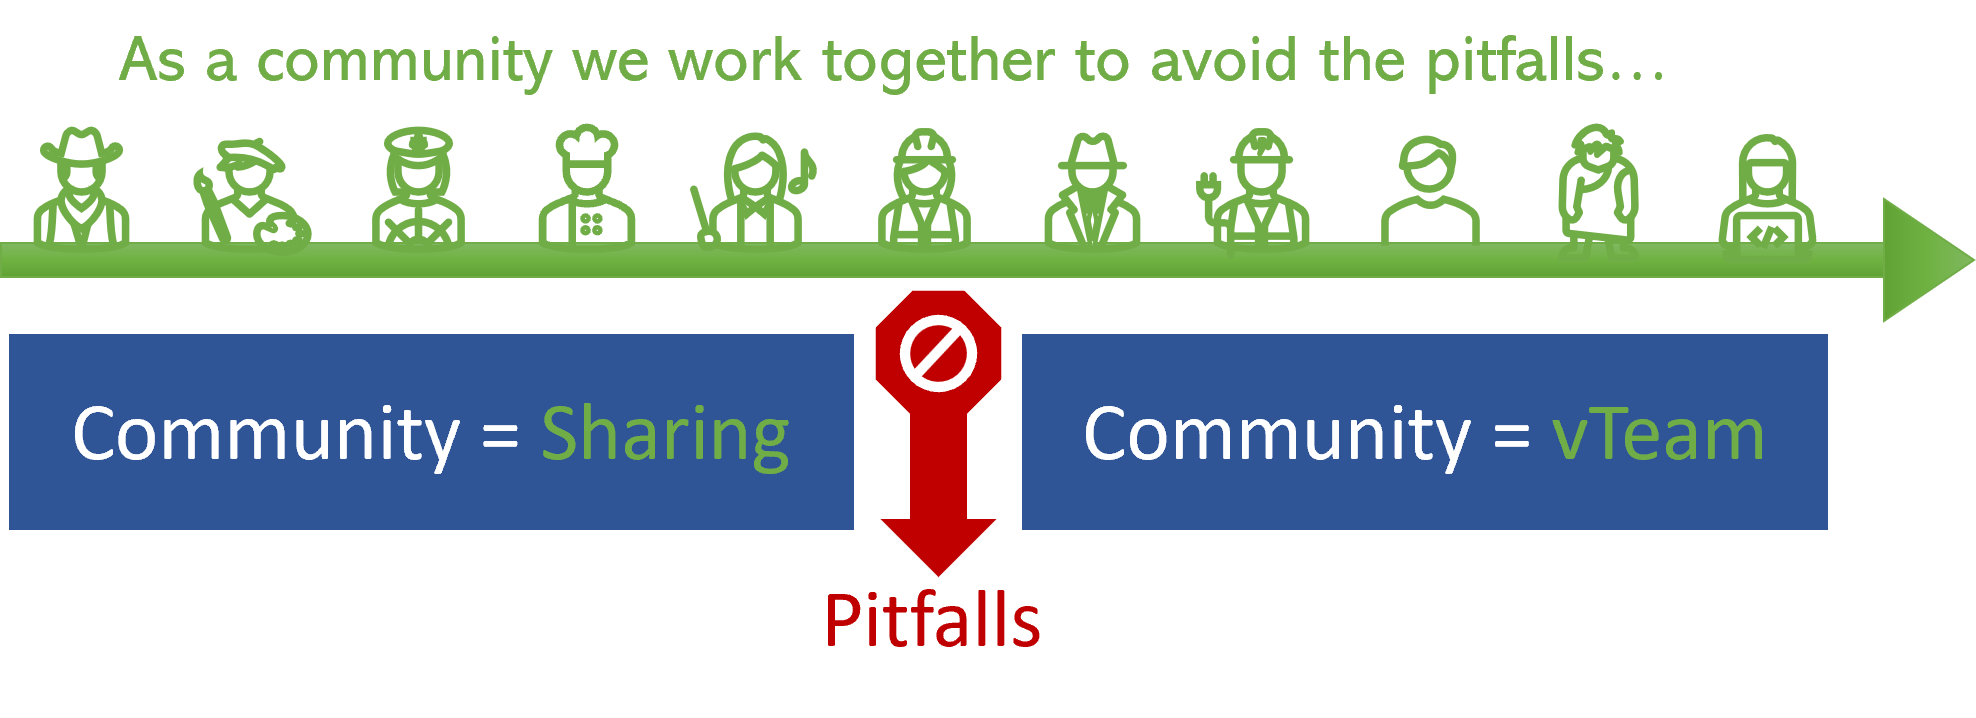 As a community we work together to avoid the pitfalls...
Community = Sharing
Community = vTeam
Pitfalls